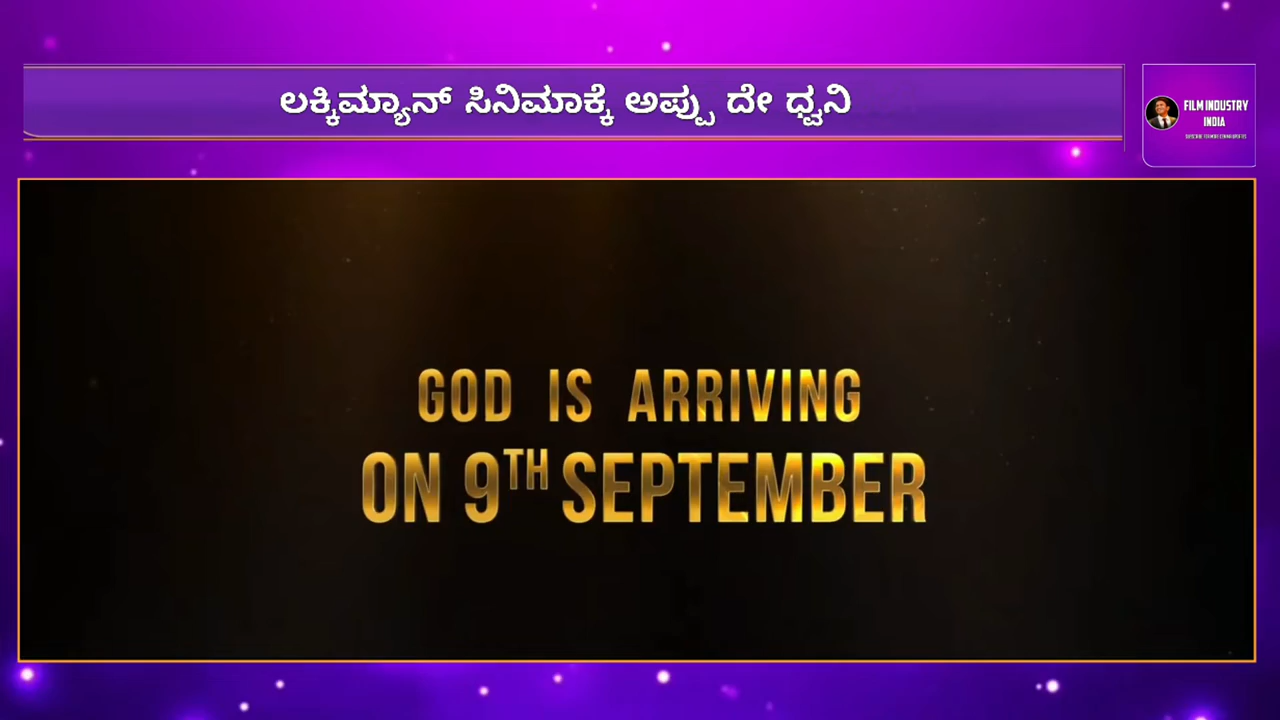 ಲಕ್ಕಿಮ್ಯಾನ್ ಸಿನಿಮಾಕ್ಕೆ ಅಪ್ಪು ದೇ ಧ್ವನಿ
FILM INDUSTRY
INDIA
GOD IS ARRIVING
ON 9TH SEPTEMBER